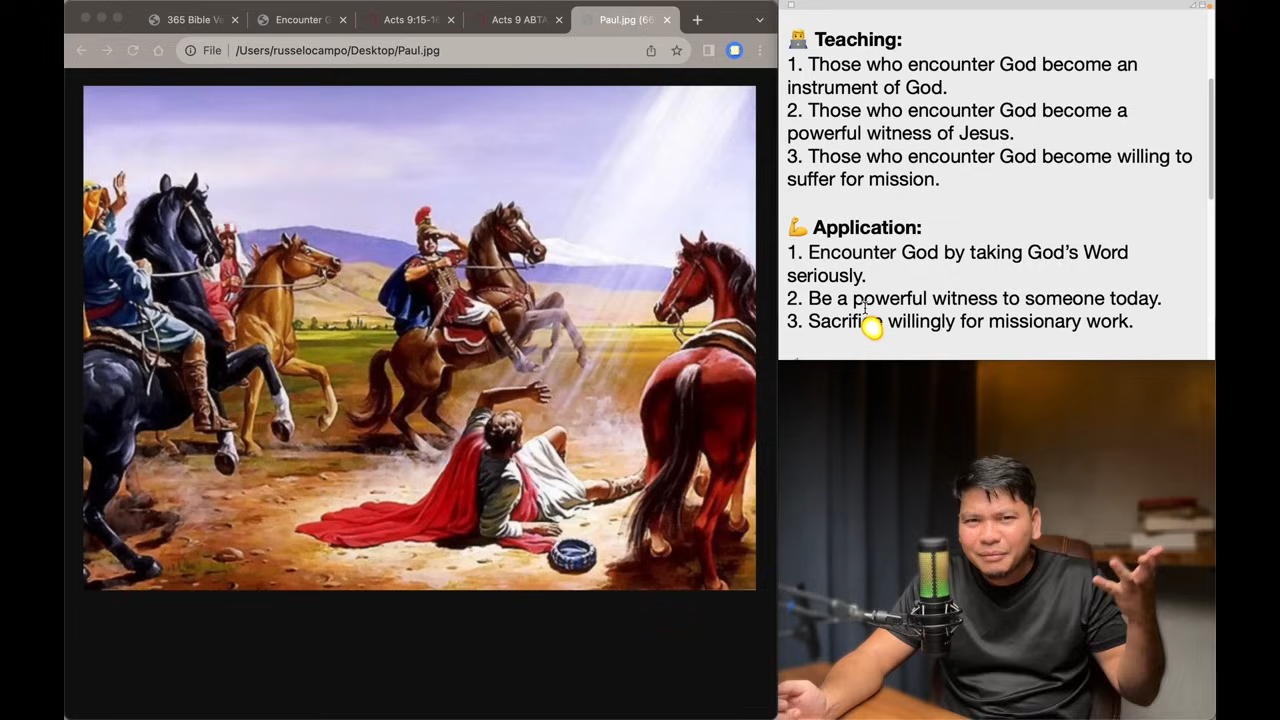 365 Bible Ve
Encounter G
Acts 9:15-16
Acts 9 ABTA
Paul.jpg (66
File
/Users/russelocampo/Desktop/Paul.jpg
👨‍💻 Teaching:
1. Those who encounter God become an
instrument of God.
2. Those who encounter God become a
powerful witness of Jesus.
3. Those who encounter God become willing to
suffer for mission.
💪 Application:
1. Encounter God by taking God’s Word
seriously.
2. Be a powerful witness to someone today.
3. Sacrifice willingly for missionary work.